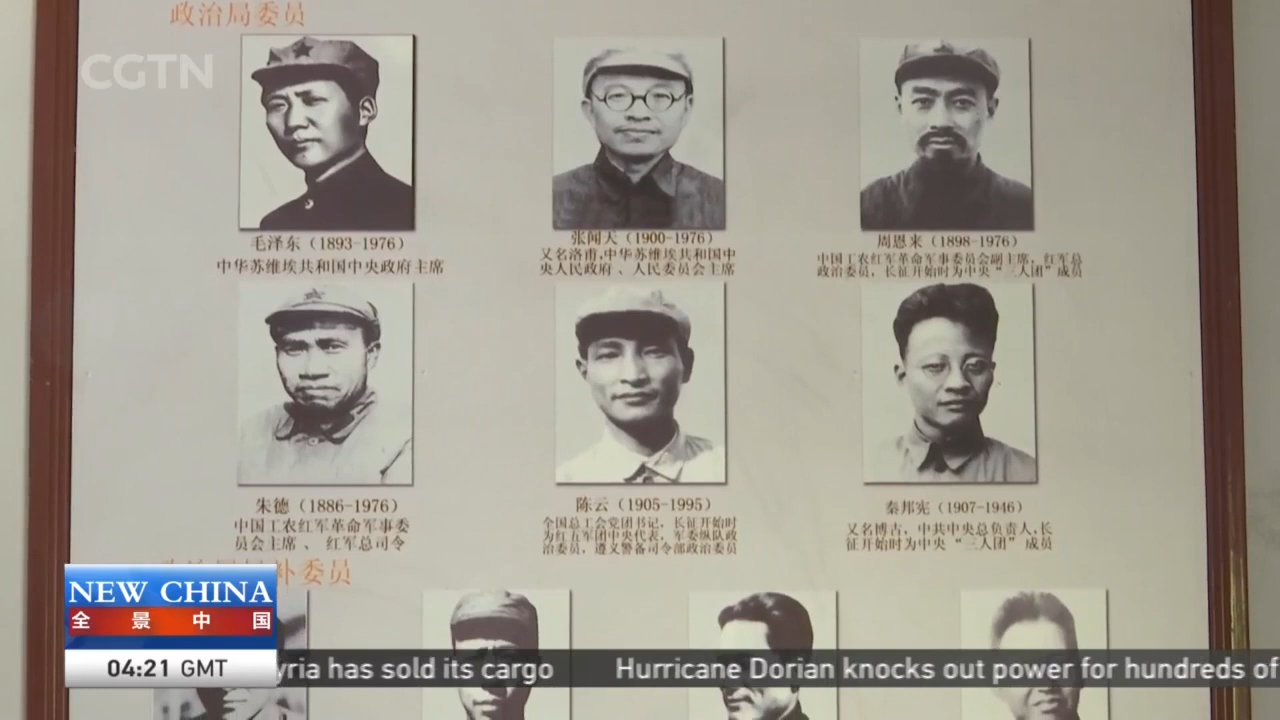 政治局委员
CGTN
毛泽东（1893-1976）
中华苏维埃共和国中央政府主席
张闻天（1900-1976）
又名洛甫,中华苏维埃共和国中
央人民政府、人民委员会主席
周恩来（1898-1976）
中国工农红军革命军事委员会副主席，红军总
政治委员，长征开始时为中央“三人团”成员
朱德（1886-1976）
中国工农红军革命军事委
员会主席、红军总司令
陈云（1905-1995）
全国总工会党团书记，长征开始时
为红五军团中央代表，军委纵队政
治委员，遵义警备司令部政治委员
秦邦宪（1907-1946）
又名博古，中共中央总负责人,长
征开始时为中央“三人团”成员
补委员
NEW CHINA
全景中国
04:21 GMT
yria has sold its cargo Hurricane Dorian knocks out power for hundreds of